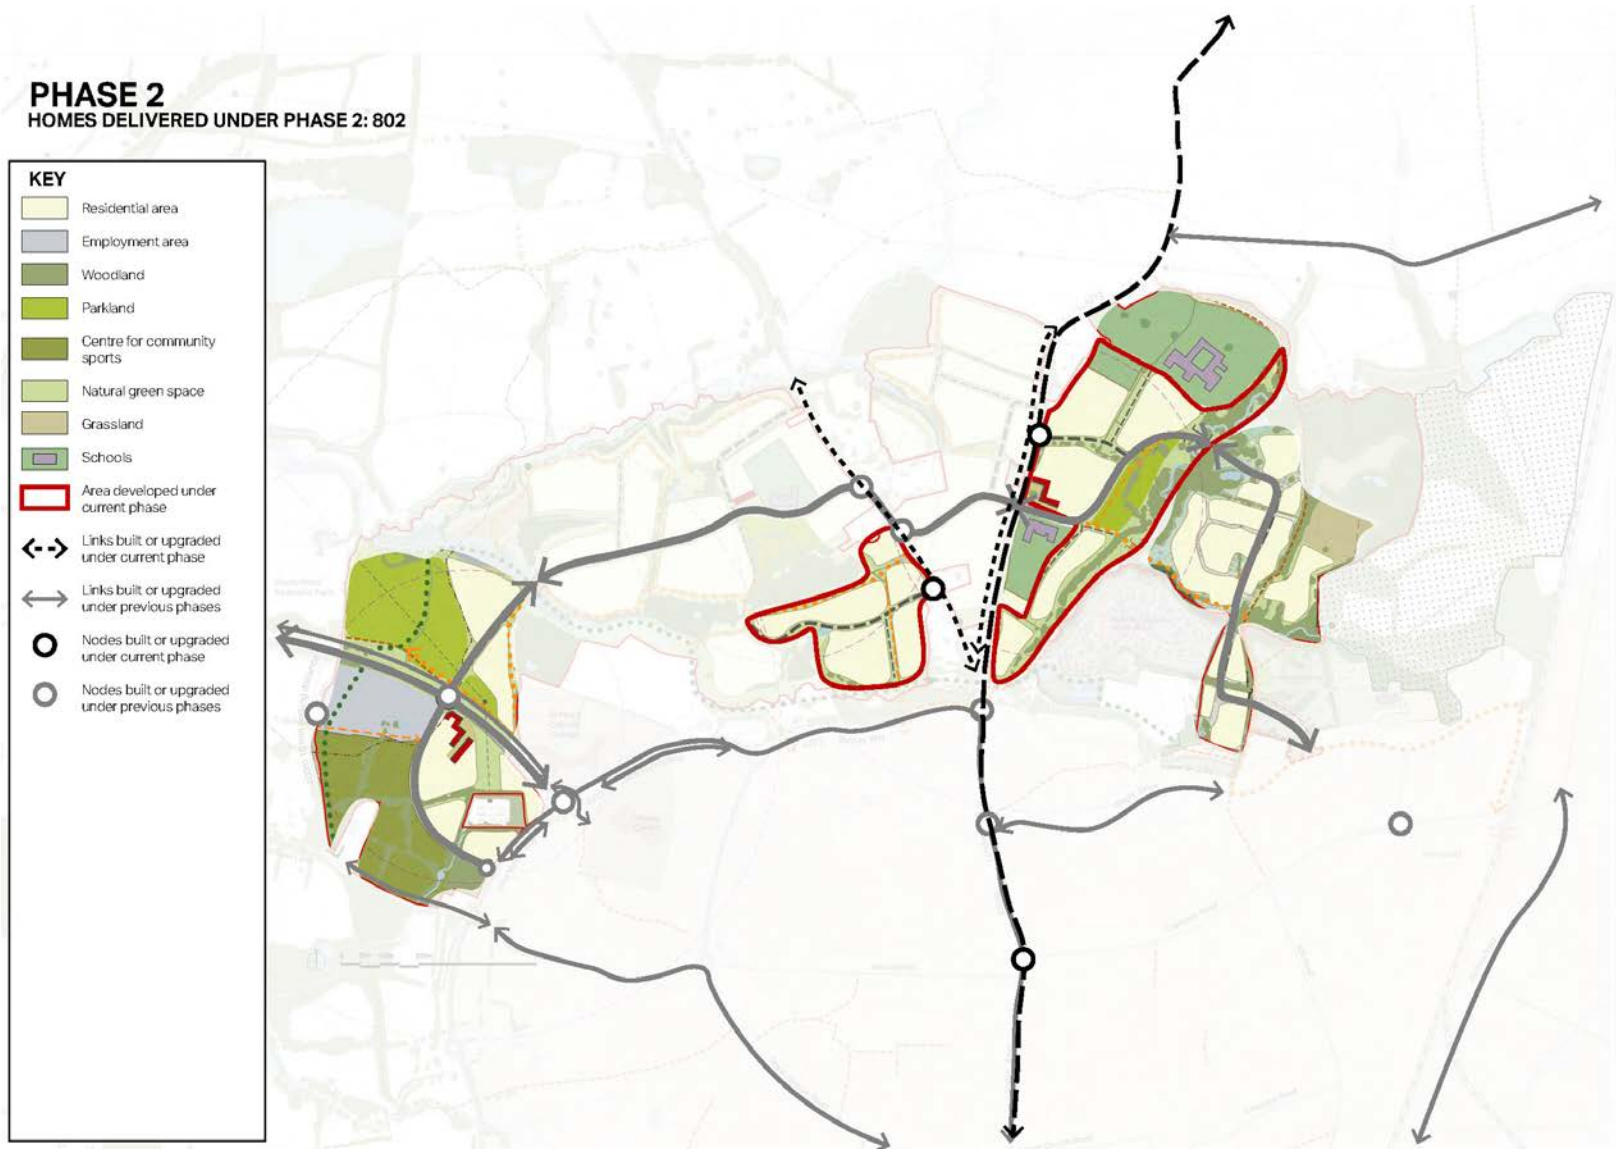 PHASE 2
HOMES DELIVERED UNDER PHASE 2: 802
KEY
Residential area
Employment area
Woodland
Parkland
Centre for community
sports
Natural green space
Grassland
Schools
Area developed under
current phase
Links built or upgraded
under current phase
Links built or upgraded
under previous phases
Nodes built or upgraded
under current phase
Nodes built or upgraded
under previous phases